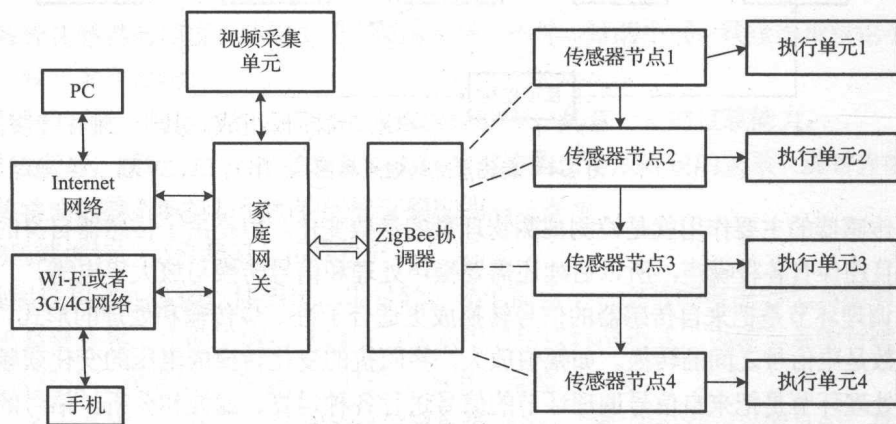 视频采集
单元
PC
Internet
网络
Wi-Fi或者
3G/4G网络
手机
家
庭
网
关
ZigBee协
调器
传感器节点1
执行单元1
传感器节点2
执行单元2
传感器节点3
执行单元3
传感器节点4
执行单元4